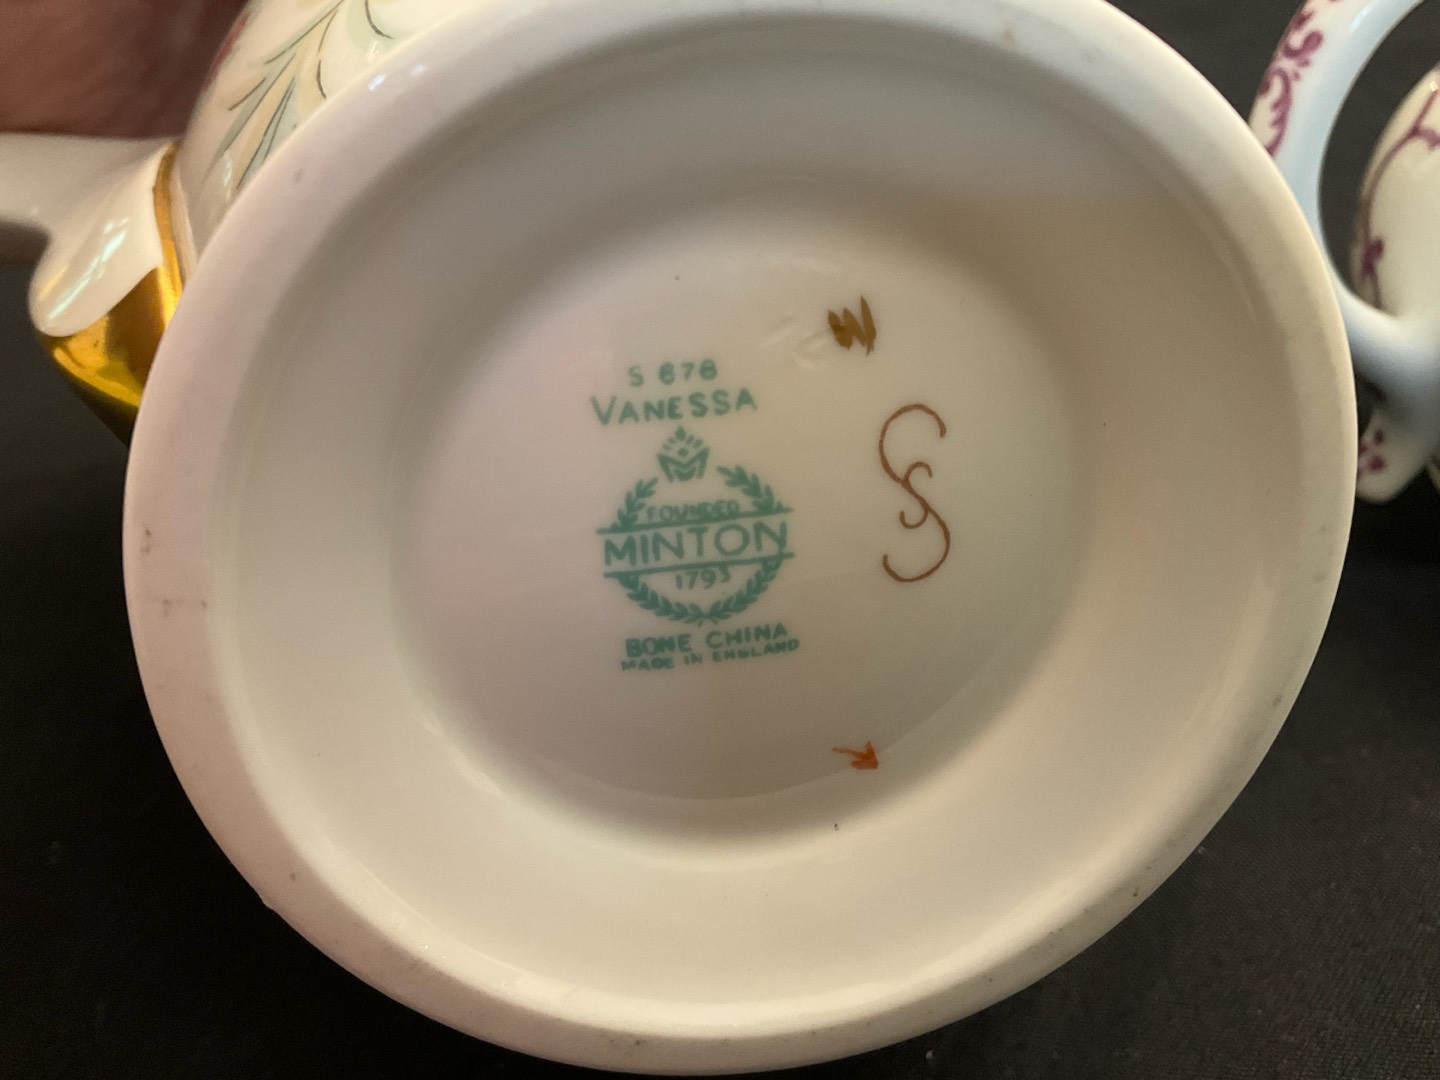 S 678
VANESSA
FOUNDED
MINTON
1793
BONE CHINA
MADE IN ENGLAND
W